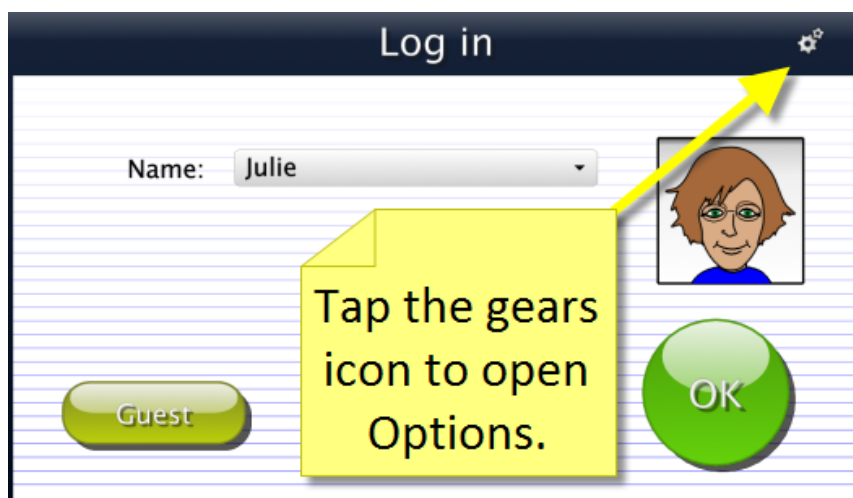 Log in
Name: Julie
Tap the gears
icon to open
Options.
Guest
OK